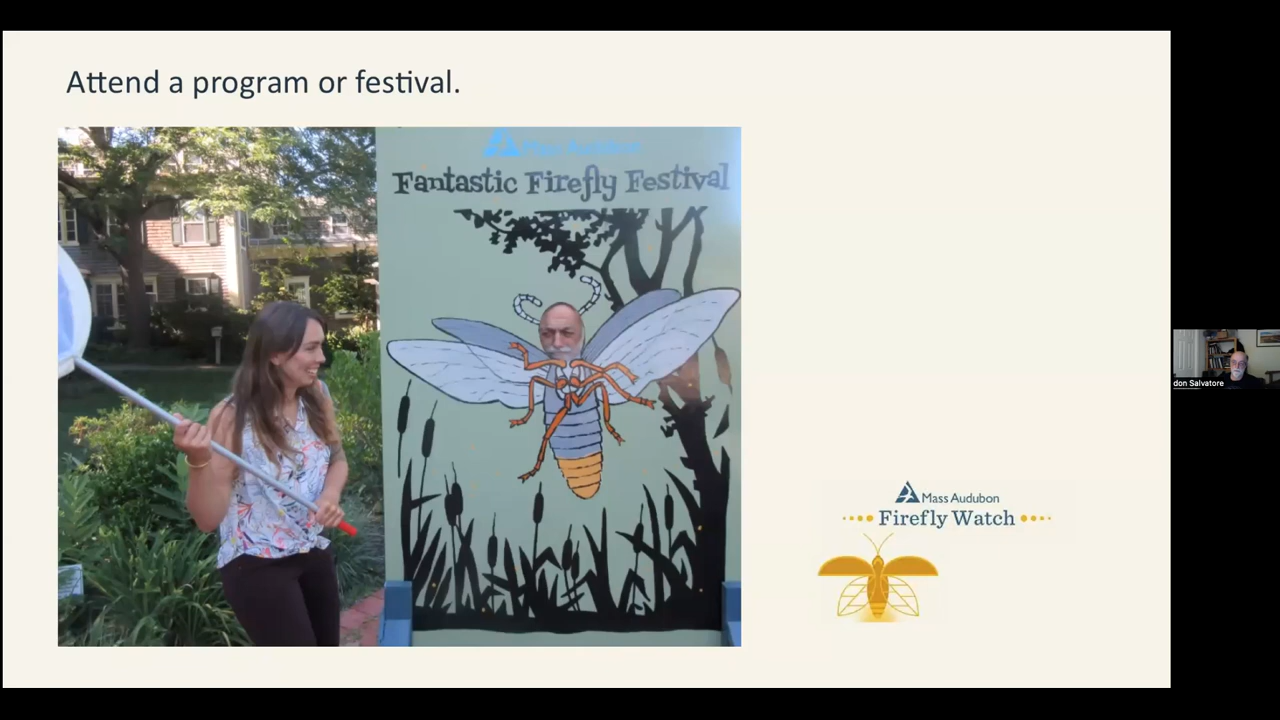 Attend a program or festival.
Mass Audubon
Fantastic Firefly Festival
Mass Audubon
Firefly Watch
don Salvatore